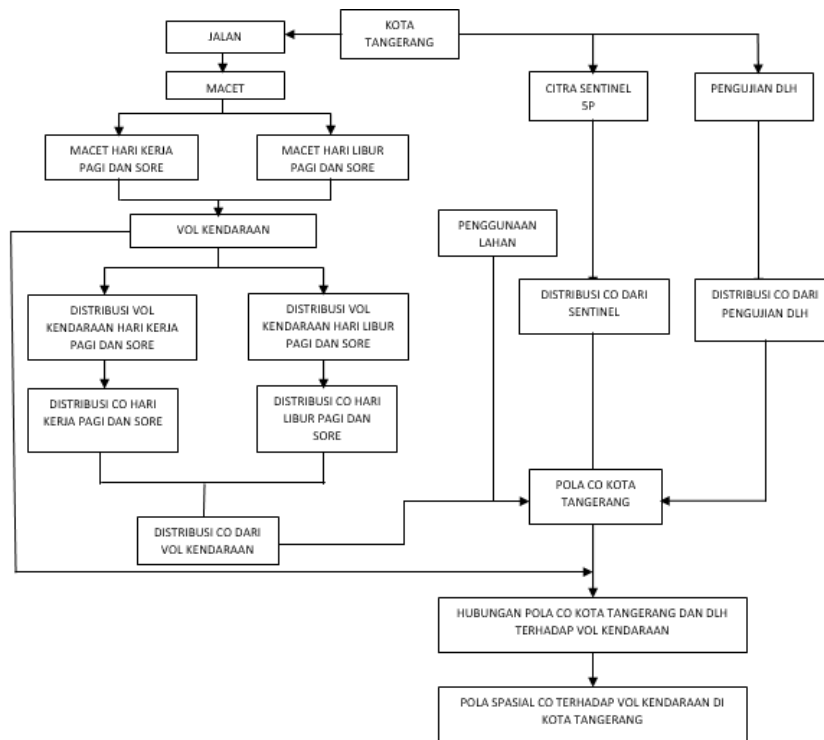 KOTA
TANGERANG
JALAN
MACET
CITRA SENTINEL
5P
PENGUJIAN DLH
MACET HARI KERJA
PAGI DAN SORE
MACET HARI LIBUR
PAGI DAN SORE
VOL KENDARAAN
PENGGUNAAN
LAHAN
DISTRIBUSI VOL
KENDARAAN HARI KERJA
PAGI DAN SORE
DISTRIBUSI VOL
KENDARAAN HARI LIBUR
PAGI DAN SORE
DISTRIBUSI CO DARI
SENTINEL
DISTRIBUSI CO DARI
PENGUJIAN DLH
DISTRIBUSI CO HARI
KERJA PAGI DAN SORE
DISTRIBUSI CO HARI
LIBUR PAGI DAN
SORE
POLA CO KOTA
TANGERANG
DISTRIBUSI CO DARI
VOL KENDARAAN
HUBUNGAN POLA CO KOTA TANGERANG DAN DLH
TERHADAP VOL KENDARAAN
POLA SPASIAL CO TERHADAP VOL KENDARAAN DI
KOTA TANGERANG